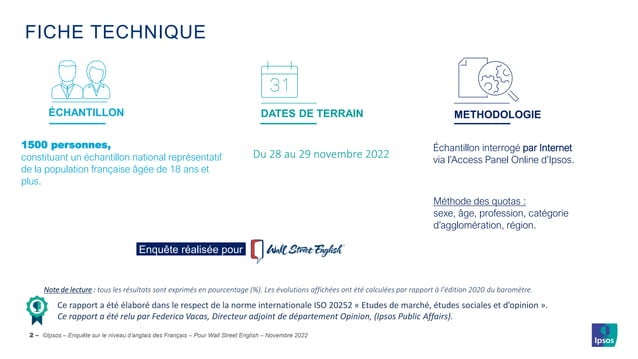 FICHE TECHNIQUE
31
ÉCHANTILLON
1500 personnes,
constituant un échantillon national représentatif
de la population française âgée de 18 ans et
plus.
DATES DE TERRAIN
Du 28 au 29 novembre 2022
METHODOLOGIE
Échantillon interrogé par Internet
via l'Access Panel Online d'Ipsos.
Méthode des quotas :
sexe, âge, profession, catégorie
d'agglomération, région.
Enquête réalisée pour Wall Street English
Note de lecture : tous les résultats sont exprimés en pourcentage (%). Les évolutions affichées ont été calculées par rapport à l'édition 2020 du baromètre.
Ce rapport a été élaboré dans le respect de la norme internationale ISO 20252 « Etudes de marché, études sociales et d'opinion ».
Ce rapport a été relu par Federico Vacas, Directeur adjoint de département Opinion, (Ipsos Public Affairs).
2 – ©Ipsos – Enquête sur le niveau d'anglais des Français – Pour Wall Street English – Novembre 2022
Ipsos